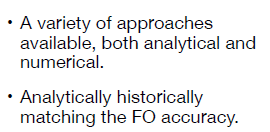 • A variety of approaches
available, both analytical and
numerical.
• Analytically historically
matching the FO accuracy.